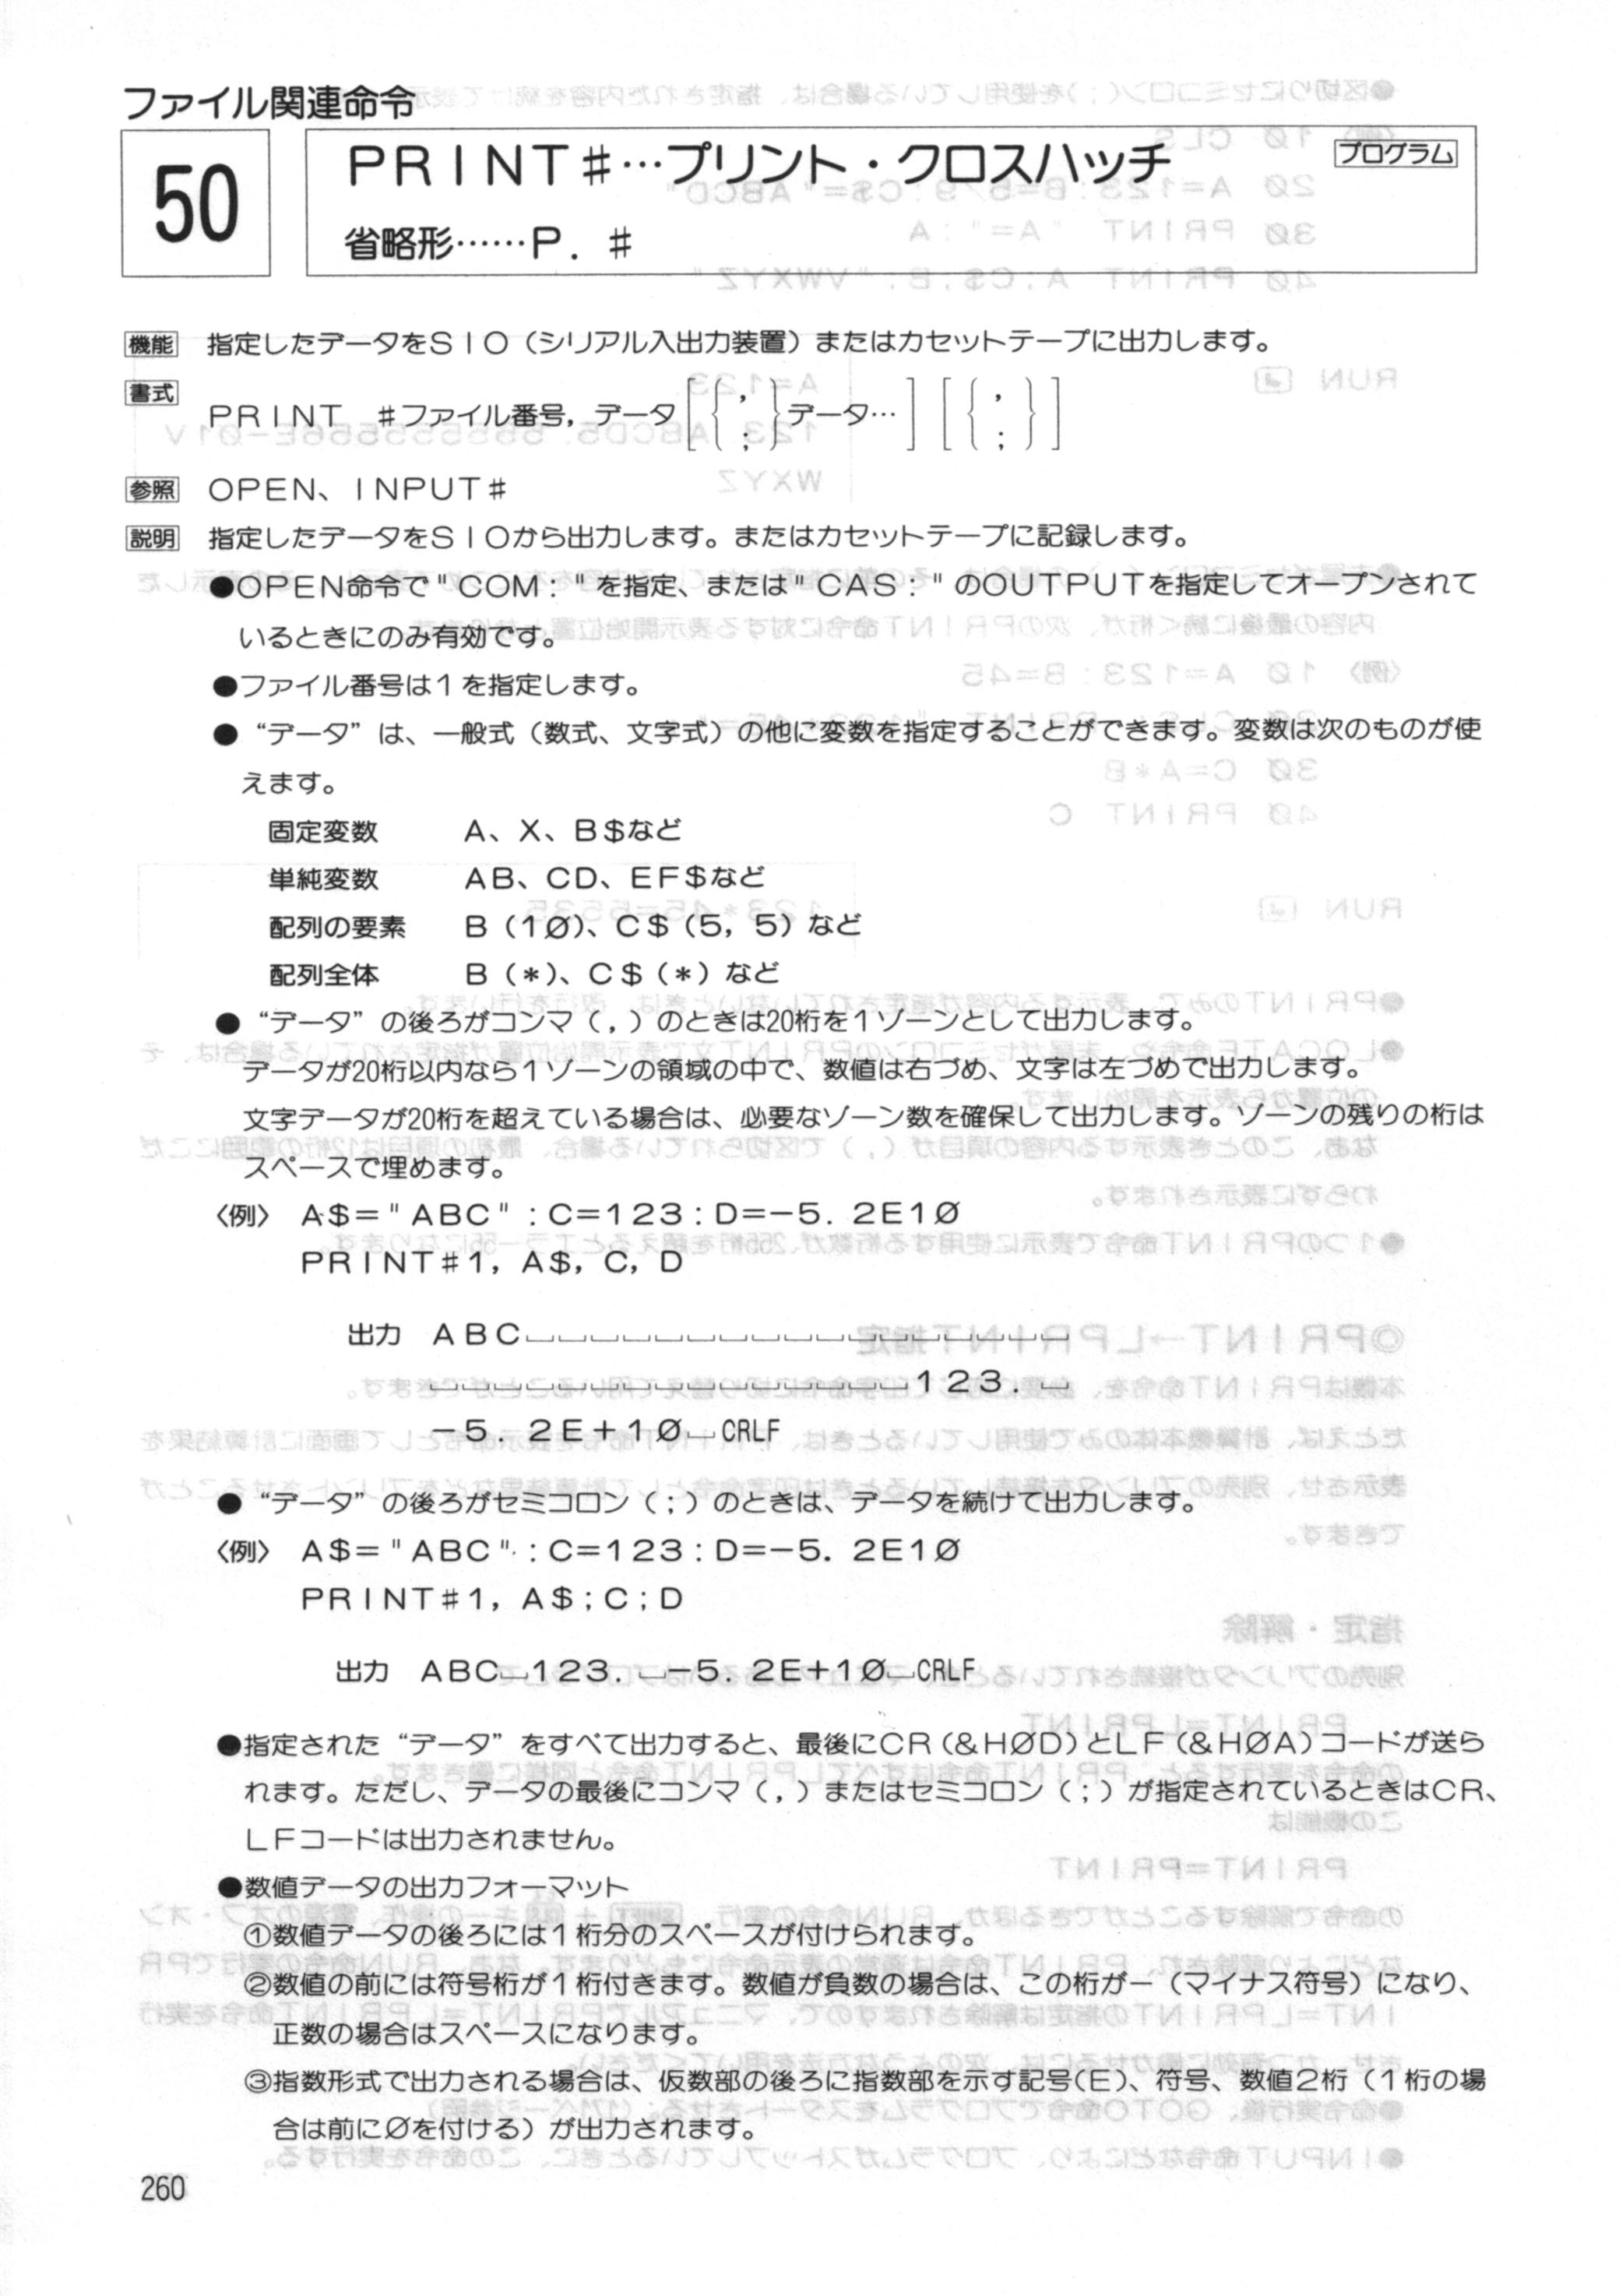 ファイル関連命令
50
PRINT♯…プリント・クロスハッチ
プログラム
省略形……P．♯
機能 指定したデータをSIO（シリアル入出力装置）またはカセットテープに出力します。
書式 PRINT ♯ファイル番号，データ[{，；}データ…][{，；}]
参照 OPEN、INPUT♯
説明 指定したデータをSIOから出力します。またはカセットテープに記録します。
●OPEN命令で"COM："を指定、または"CAS："のOUTPUTを指定してオープンされて
いるときにのみ有効です。
●ファイル番号は1を指定します。
●“データ”は、一般式（数式、文字式）の他に変数を指定することができます。変数は次のものが使
えます。
固定変数 A、X、B$など
単純変数 AB、CD、EF$など
配列の要素 B（1Ø）、C$（5，5）など
配列全体 B（*）、C$（*）など
●“データ”の後ろがコンマ（，）のときは20桁を1ゾーンとして出力します。
データが20桁以内なら1ゾーンの領域の中で、数値は右づめ、文字は左づめで出力します。
文字データが20桁を超えている場合は、必要なゾーン数を確保して出力します。ゾーンの残りの桁は
スペースで埋めます。
〈例〉 A$="ABC"：C=123：D=−5．2E1Ø
PRINT♯1，A$，C，D
出力 ABC␣␣␣␣␣␣␣␣␣␣␣␣␣␣␣␣␣
␣␣␣␣␣␣␣␣␣␣␣␣␣␣␣123．␣
−5．2E+1Ø␣CRLF
●“データ”の後ろがセミコロン（；）のときは、データを続けて出力します。
〈例〉 A$="ABC"：C=123：D=−5．2E1Ø
PRINT♯1，A$；C；D
出力 ABC␣123．␣−5．2E+1Ø␣CRLF
●指定された“データ”をすべて出力すると、最後にCR（&HØD）とLF（&HØA）コードが送ら
れます。ただし、データの最後にコンマ（，）またはセミコロン（；）が指定されているときはCR、
LFコードは出力されません。
●数値データの出力フォーマット
①数値データの後ろには1桁分のスペースが付けられます。
②数値の前には符号桁が1桁付きます。数値が負数の場合は、この桁が−（マイナス符号）になり、
正数の場合はスペースになります。
③指数形式で出力される場合は、仮数部の後ろに指数部を示す記号（E）、符号、数値2桁（1桁の場
合は前にØを付ける）が出力されます。
260